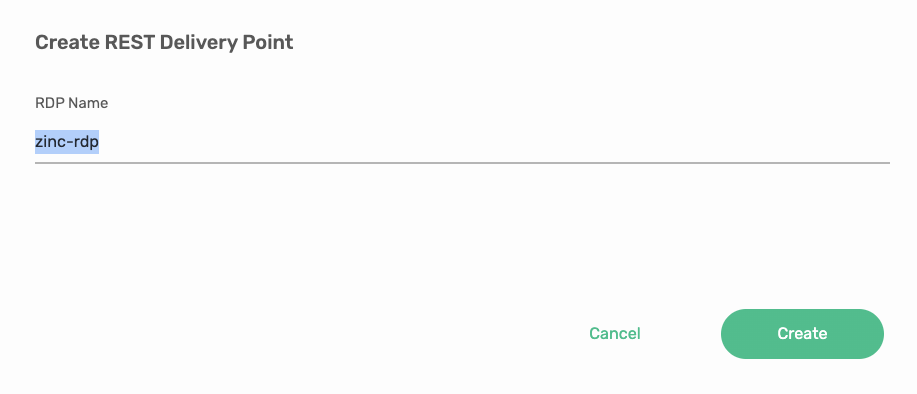 Create REST Delivery Point
RDP Name
zinc-rdp
Cancel
Create